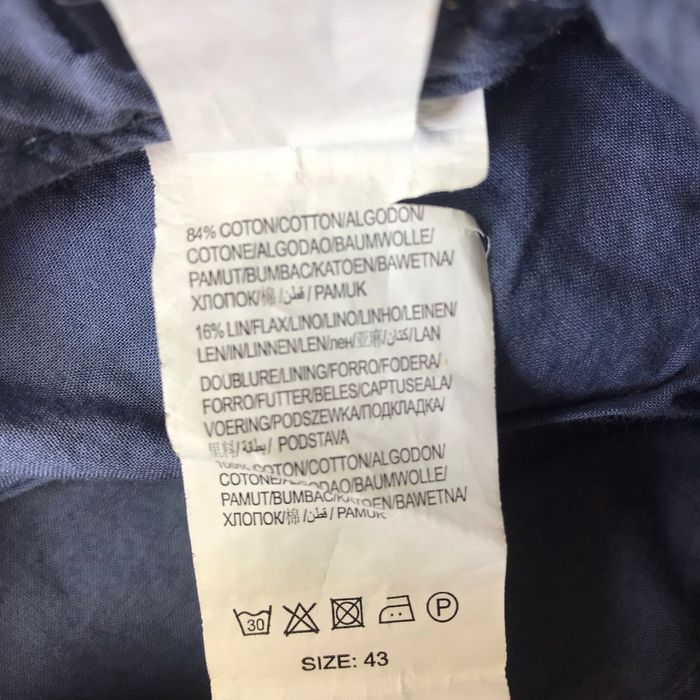 84% COTON/COTTON/ALGODON/
COTONE/ALGODAO/BAUMWOLLE/
PAMUT/BUMBAC/KATOEN/BAWETNA/
ХЛОПОК/棉 /قطن/ PAMUK
16% LIN/FLAX/LINO/LINO/LINHO/LEINEN/
LEN/IN/LINNEN/LEN/лен/亚麻/كتان/LAN
DOUBLURE/LINING/FORRO/FODERA/
FORRO/FUTTER/BELES/CAPTUSEALA/
VOERING/PODSZEWKA/ПОДКЛАДКА/
里料/بطاقة/ PODSTAVA
100% COTON/COTTON/ALGODON/
COTONE/ALGODAO/BAUMWOLLE/
PAMUT/BUMBAC/KATOEN/BAWETNA/
ХЛОПОК/棉 /قطن/ PAMUK
30 P
SIZE: 43